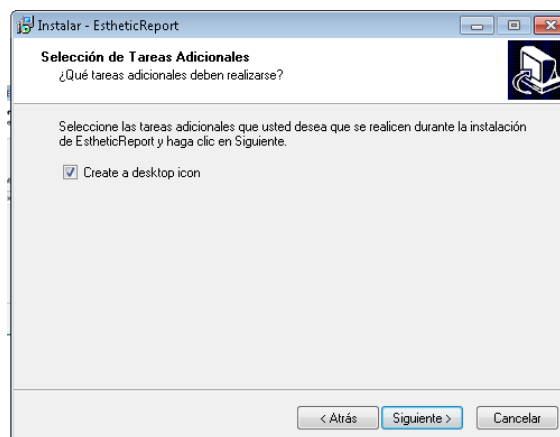 Instalar - EstheticReport
Selección de Tareas Adicionales
¿Qué tareas adicionales deben realizarse?
Seleccione las tareas adicionales que usted desea que se realicen durante la instalación
de EstheticReport y haga clic en Siguiente.
Create a desktop icon
< Atrás
Siguiente >
Cancelar